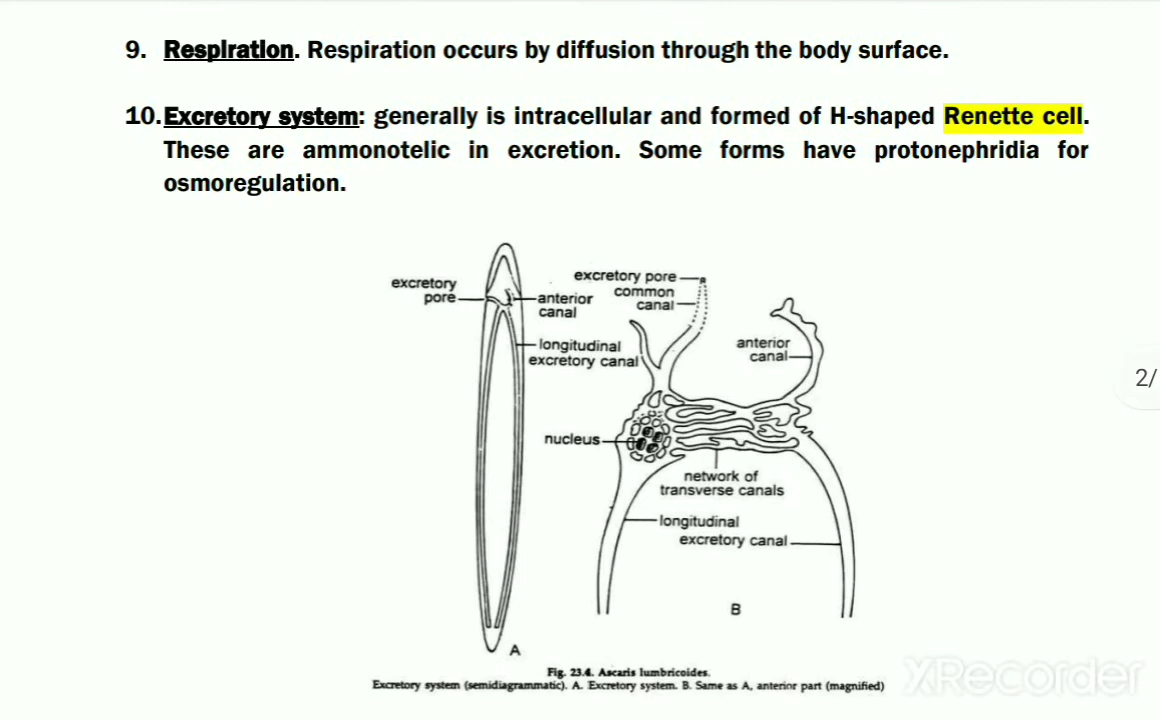 9. Respiration. Respiration occurs by diffusion through the body surface.
10. Excretory system: generally is intracellular and formed of H-shaped Renette cell.
These are ammonotelic in excretion. Some forms have protonephridia for
osmoregulation.
excretory
pore
anterior
canal
longitudinal
excretory canal
A
excretory pore
common
canal
anterior
canal
nucleus
network of
transverse canals
longitudinal
excretory canal
B
2/
Fig. 23.4. Ascaris lumbricoides.
Excretory system (semidiagrammatic). A. Excretory system. B. Same as A, anterior part (magnified)
XRecorder